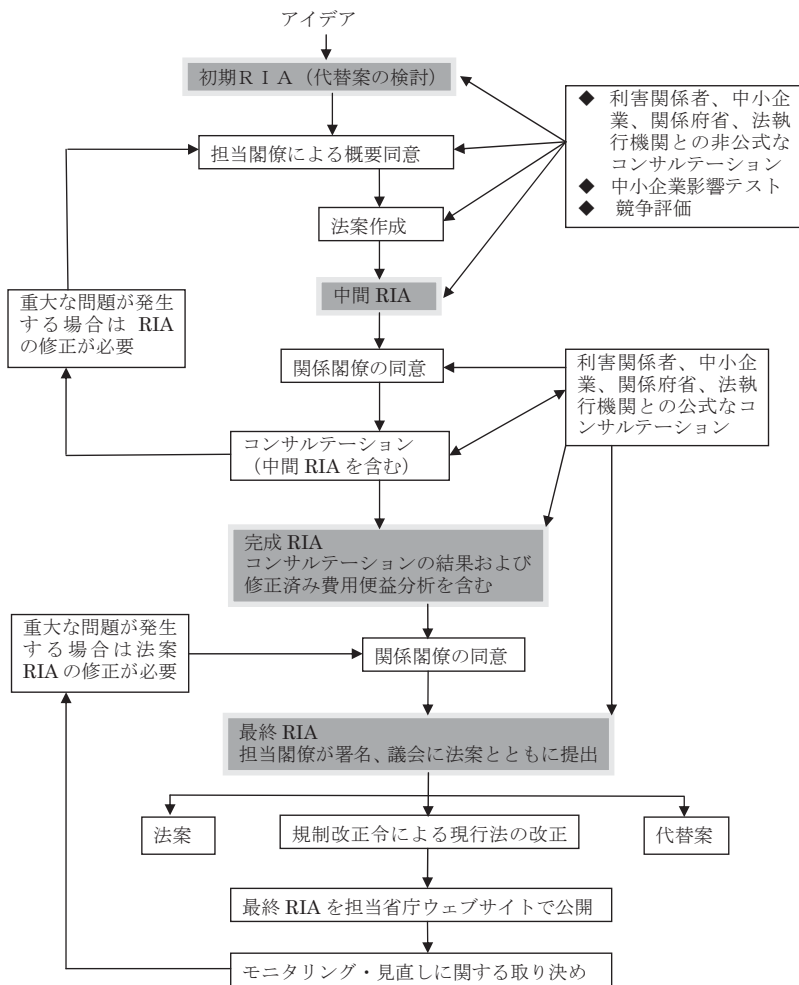 アイデア
初期ＲＩＡ（代替案の検討）
◆ 利害関係者、中小企
業、関係府省、法執
行機関との非公式な
コンサルテーション
◆ 中小企業影響テスト
◆ 競争評価
担当閣僚による概要同意
法案作成
中間 RIA
重大な問題が発生
する場合は RIA
の修正が必要
関係閣僚の同意
利害関係者、中小企
業、関係府省、法執
行機関との公式なコ
ンサルテーション
コンサルテーション
（中間 RIA を含む）
完成 RIA
コンサルテーションの結果および
修正済み費用便益分析を含む
重大な問題が発生
する場合は法案
RIA の修正が必要
関係閣僚の同意
最終 RIA
担当閣僚が署名、議会に法案とともに提出
法案
規制改正令による現行法の改正
代替案
最終 RIA を担当省庁ウェブサイトで公開
モニタリング・見直しに関する取り決め